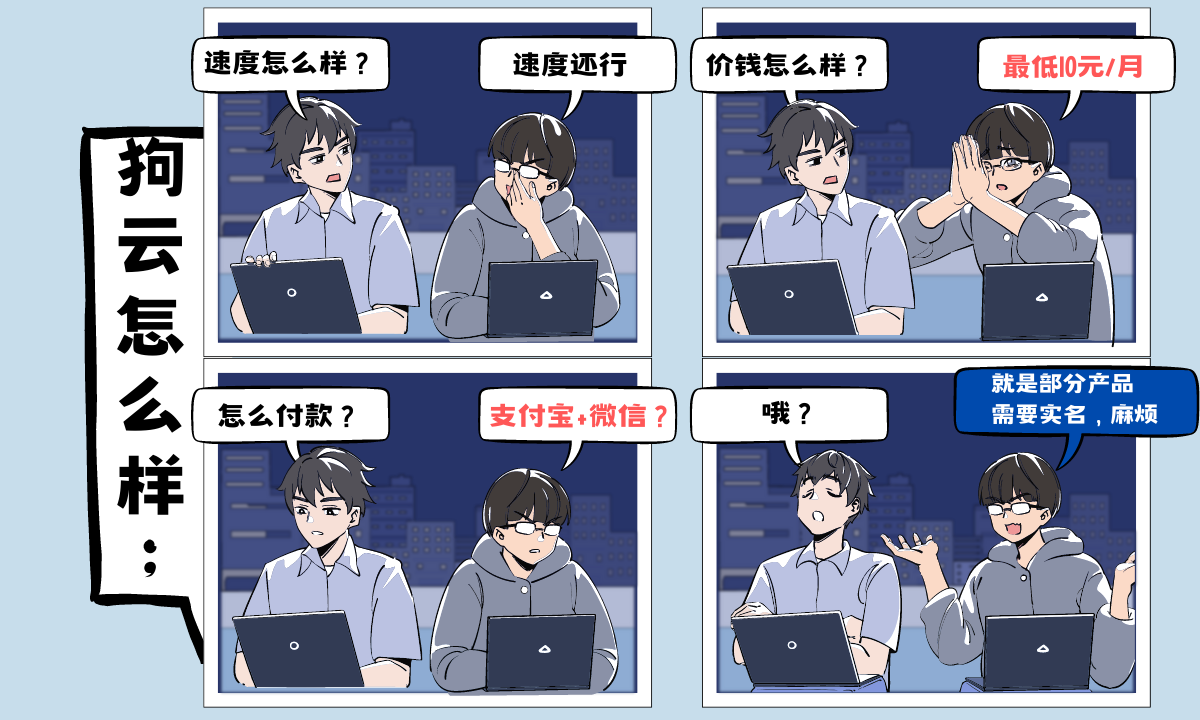 狗云怎么样；
速度怎么样？
速度还行
价钱怎么样？
最低10元/月
怎么付款？
支付宝+微信？
哦？
就是部分产品
需要实名，麻烦